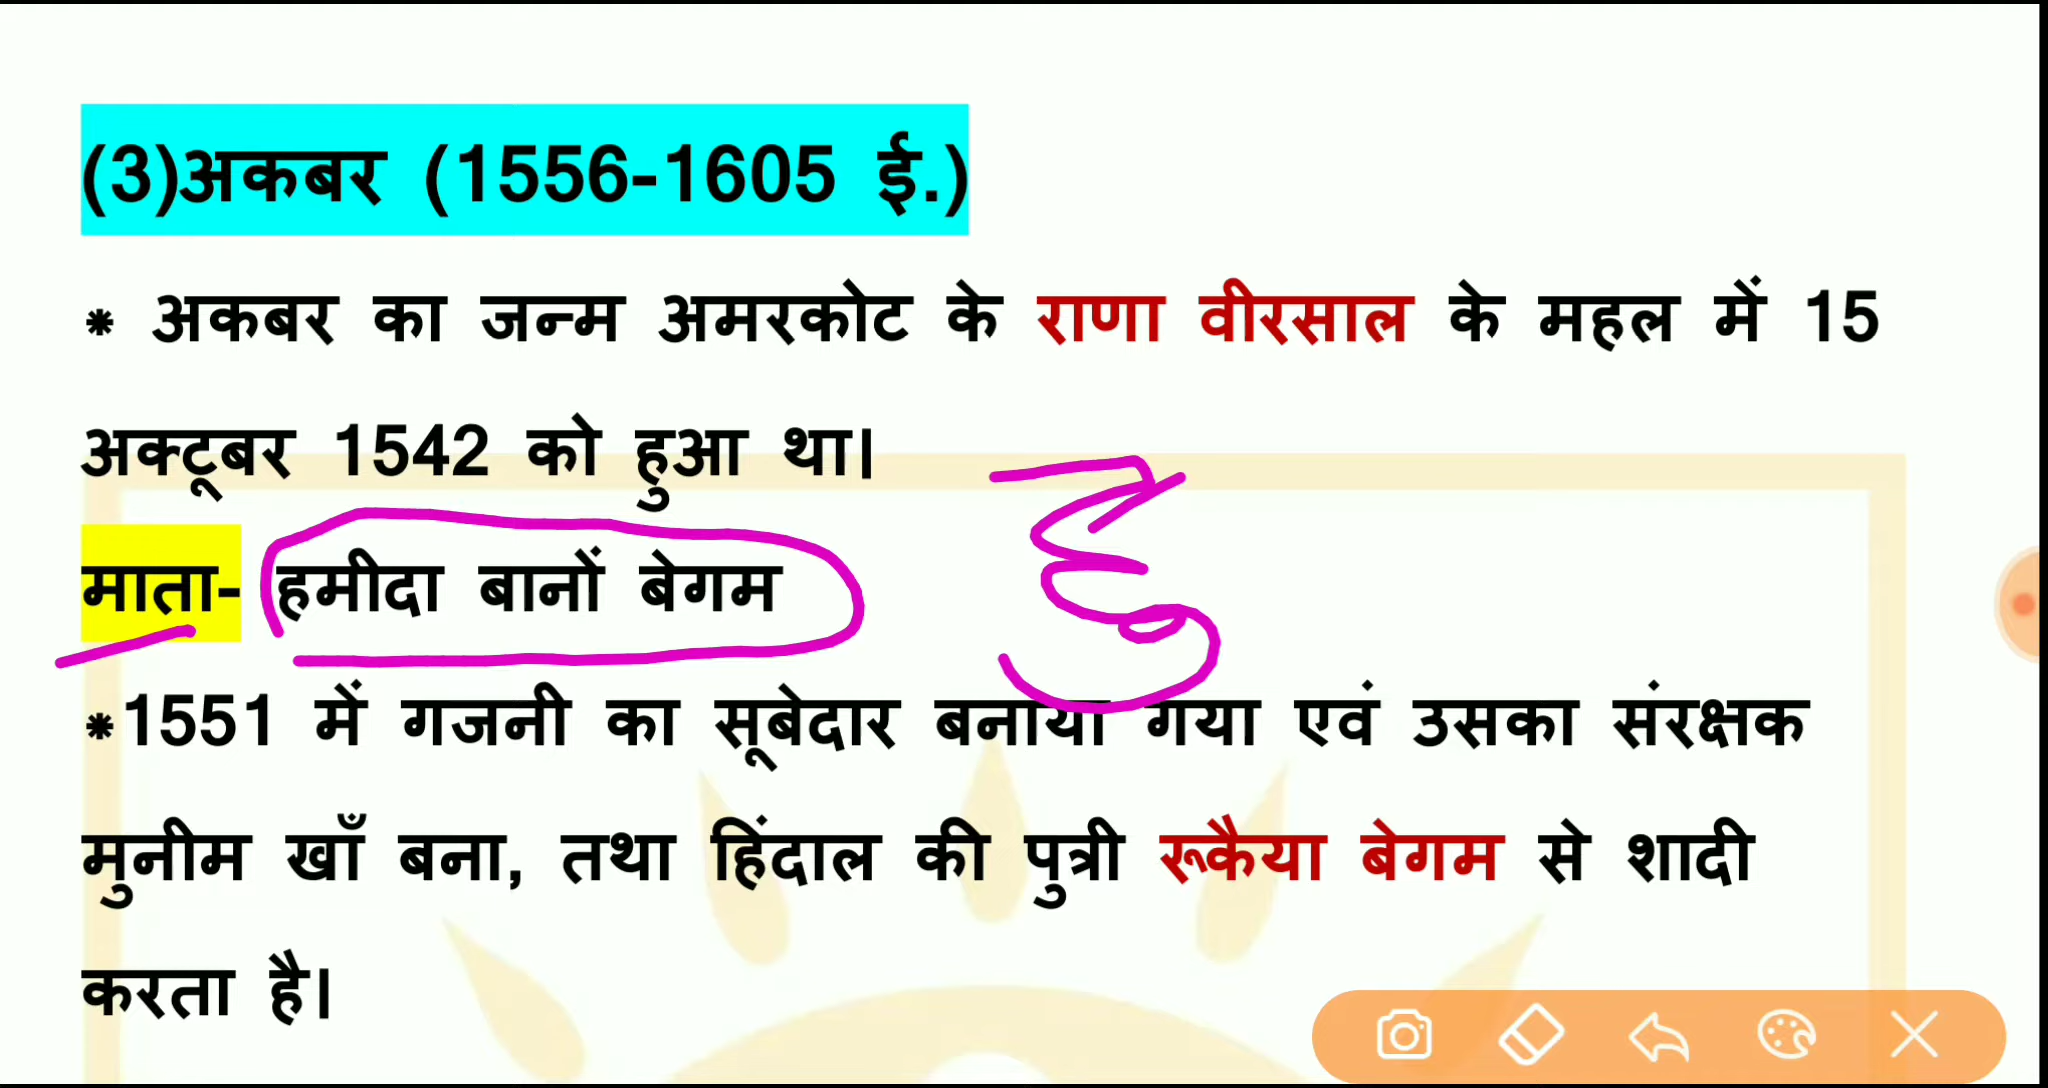 (3)अकबर (1556-1605 ई.)
* अकबर का जन्म अमरकोट के राणा वीरसाल के महल में 15
अक्टूबर 1542 को हुआ था।
माता- हमीदा बानों बेगम
*1551 में गजनी का सूबेदार बनाया गया एवं उसका संरक्षक
मुनीम खाँ बना, तथा हिंदाल की पुत्री रूकैया बेगम से शादी
करता है।